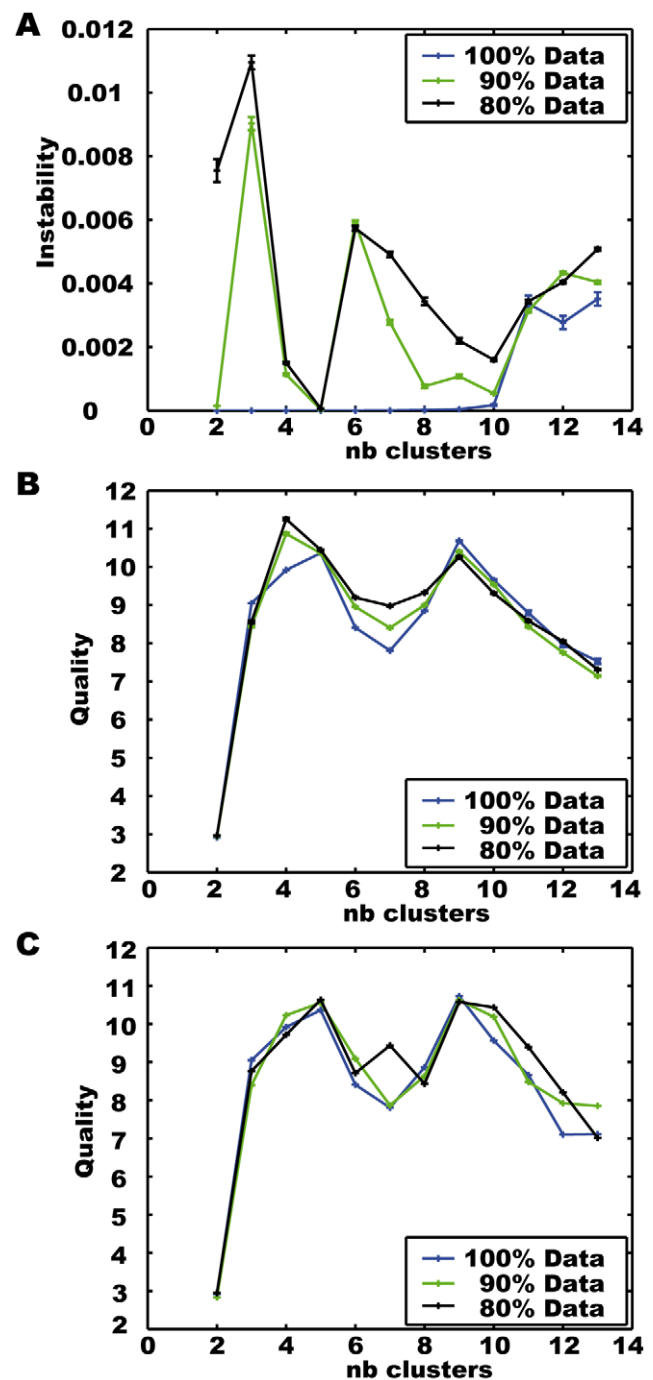 A
0.012
0.01
0.008
0.006
0.004
0.002
0
Instability
100% Data
90% Data
80% Data
0 2 4 6 8 10 12 14
nb clusters
B
12
11
10
9
8
7
6
5
4
3
2
Quality
100% Data
90% Data
80% Data
0 2 4 6 8 10 12 14
nb clusters
C
12
11
10
9
8
7
6
5
4
3
2
Quality
100% Data
90% Data
80% Data
0 2 4 6 8 10 12 14
nb clusters